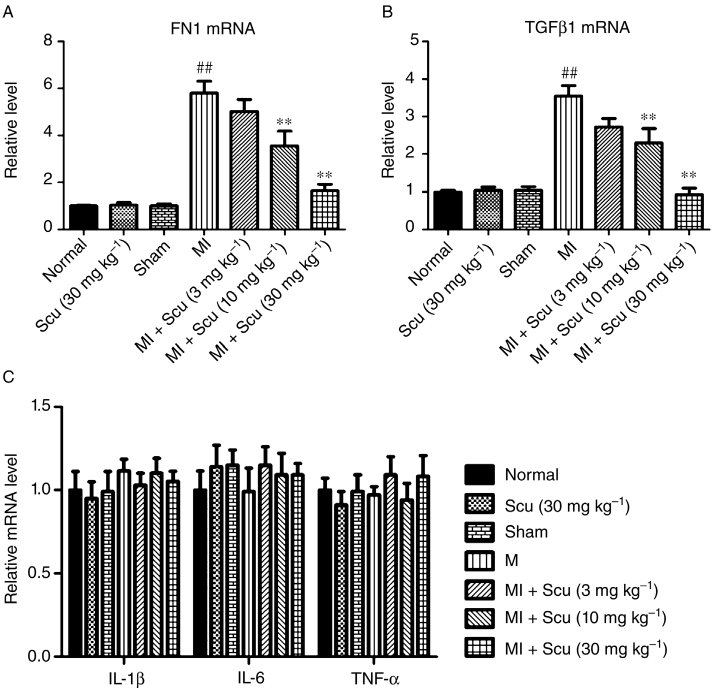 A
FN1 mRNA
Relative level
8
6
4
2
0
##
**
**
Normal
Scu (30 mg kg⁻¹)
Sham
MI
MI + Scu (3 mg kg⁻¹)
MI + Scu (10 mg kg⁻¹)
MI + Scu (30 mg kg⁻¹)
B
TGFβ1 mRNA
Relative level
5
4
3
2
1
0
##
**
**
Normal
Scu (30 mg kg⁻¹)
Sham
MI
MI + Scu (3 mg kg⁻¹)
MI + Scu (10 mg kg⁻¹)
MI + Scu (30 mg kg⁻¹)
C
Relative mRNA level
1.5
1.0
0.5
0.0
IL-1β
IL-6
TNF-α
Normal
Scu (30 mg kg⁻¹)
Sham
M
MI + Scu (3 mg kg⁻¹)
MI + Scu (10 mg kg⁻¹)
MI + Scu (30 mg kg⁻¹)